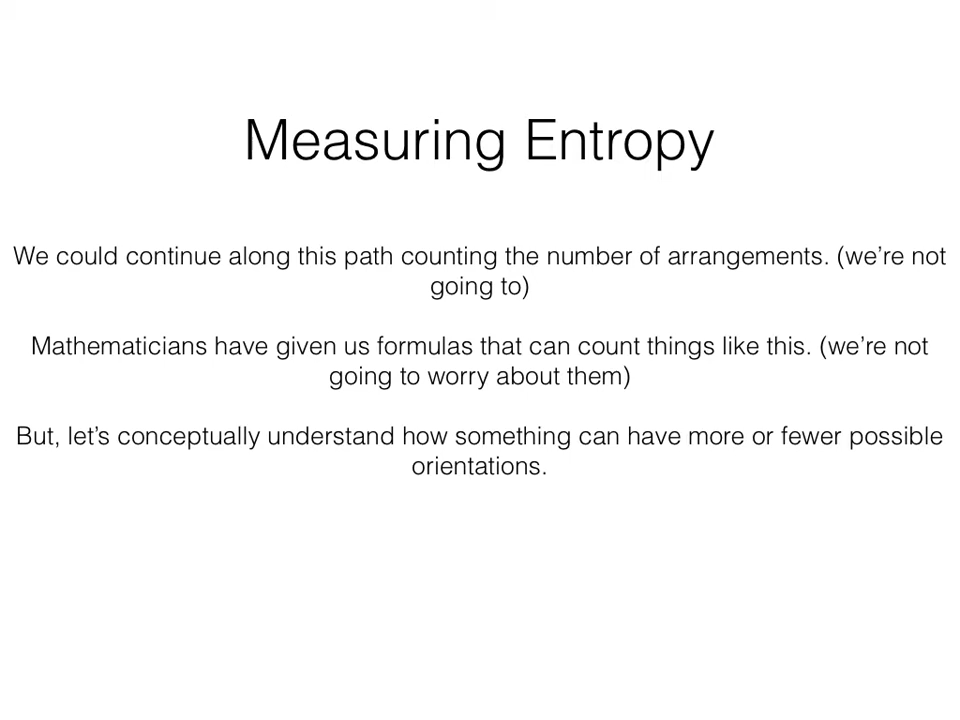 Measuring Entropy
We could continue along this path counting the number of arrangements. (we’re not
going to)
Mathematicians have given us formulas that can count things like this. (we’re not
going to worry about them)
But, let’s conceptually understand how something can have more or fewer possible
orientations.